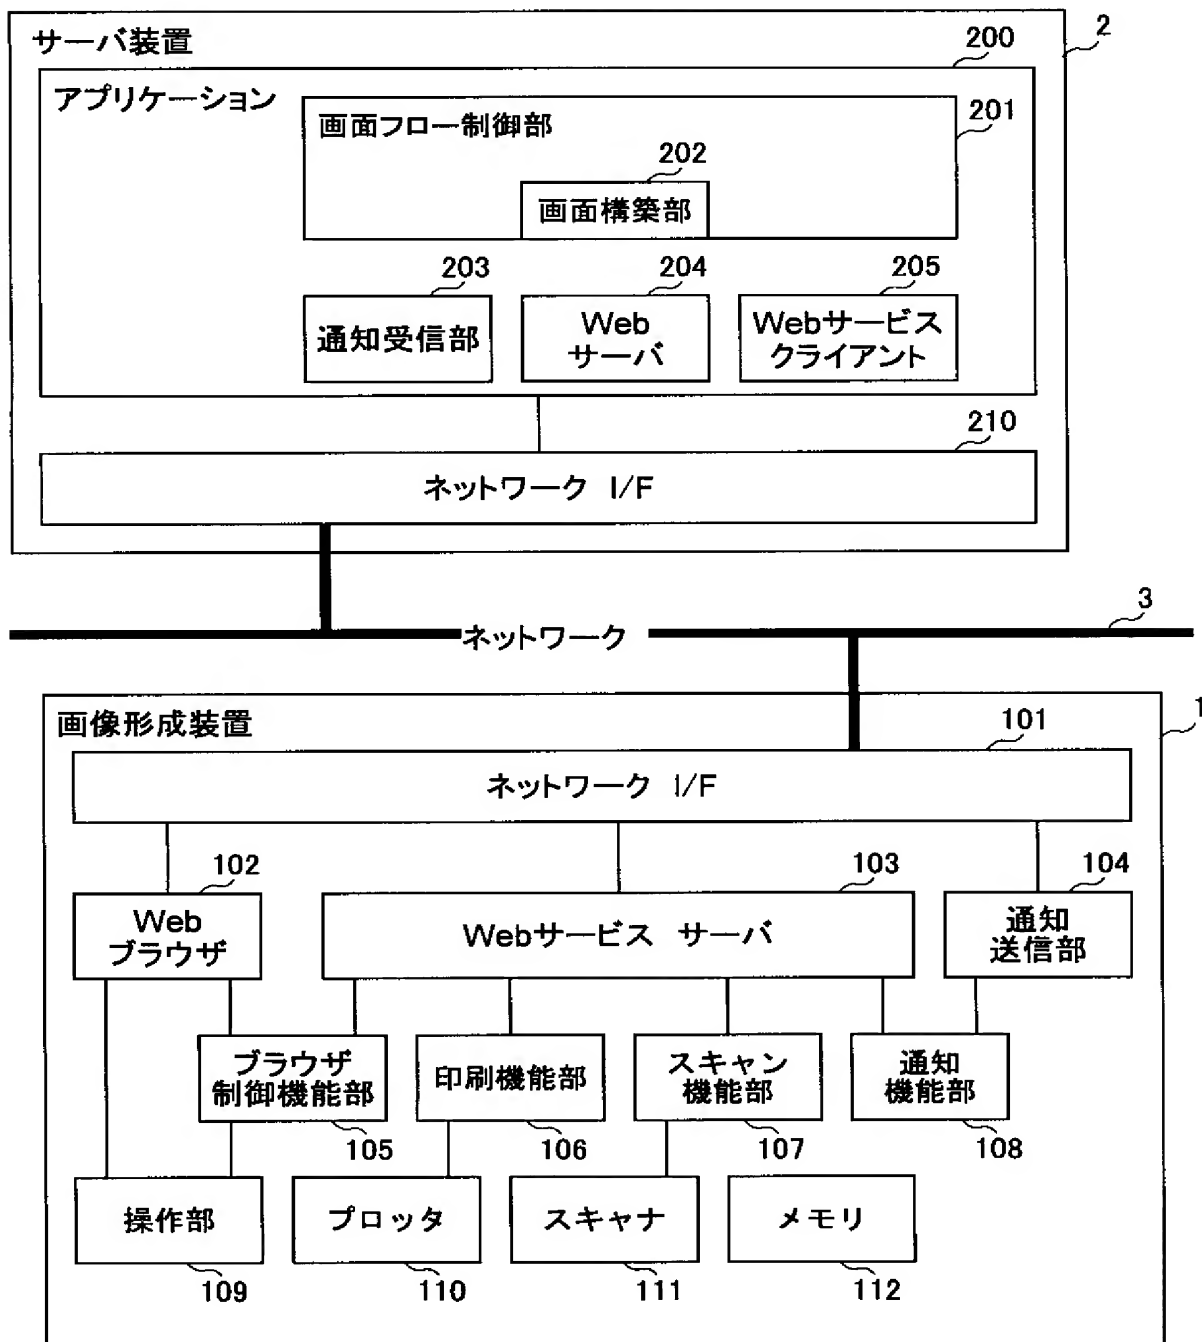 サーバ装置
2
200
アプリケーション
画面フロー制御部
201
202
画面構築部
203
204
205
通知受信部
Web
サーバ
Webサービス
クライアント
210
ネットワーク I/F
3
ネットワーク
1
画像形成装置
101
ネットワーク I/F
102
103
104
Web
ブラウザ
Webサービス サーバ
通知
送信部
ブラウザ
制御機能部
印刷機能部
スキャン
機能部
通知
機能部
105
106
107
108
操作部
プロッタ
スキャナ
メモリ
109
110
111
112